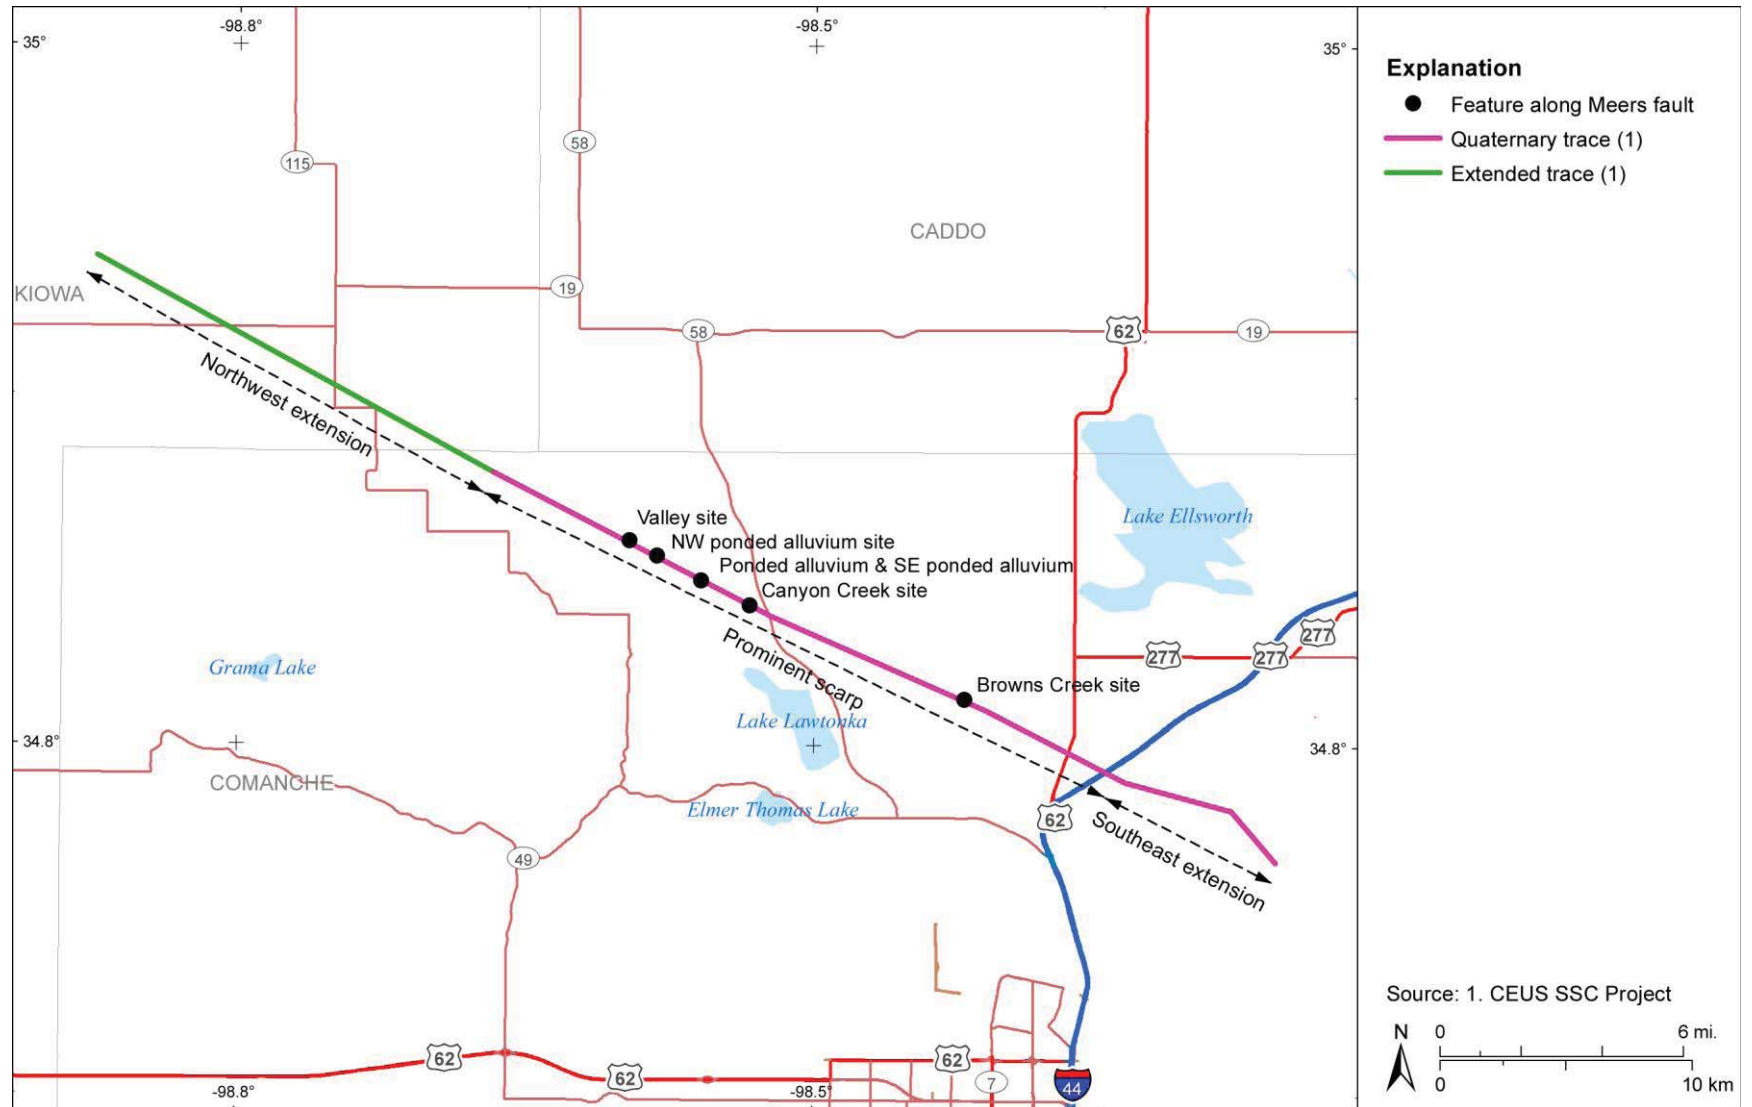 -98.8°
-98.5°
35°
35°
Explanation
Feature along Meers fault
Quaternary trace (1)
Extended trace (1)
58
115
CADDO
19
KIOWA
58
62
19
Northwest extension
Valley site
Lake Ellsworth
NW ponded alluvium site
Ponded alluvium & SE ponded alluvium
Canyon Creek site
277
Prominent scarp
277
277
Grama Lake
Browns Creek site
Lake Lawtonka
34.8°
34.8°
COMANCHE
Elmer Thomas Lake
62
Southeast extension
49
Source: 1. CEUS SSC Project
N
0
6 mi.
0
10 km
62
62
62
7
44
-98.8°
-98.5°